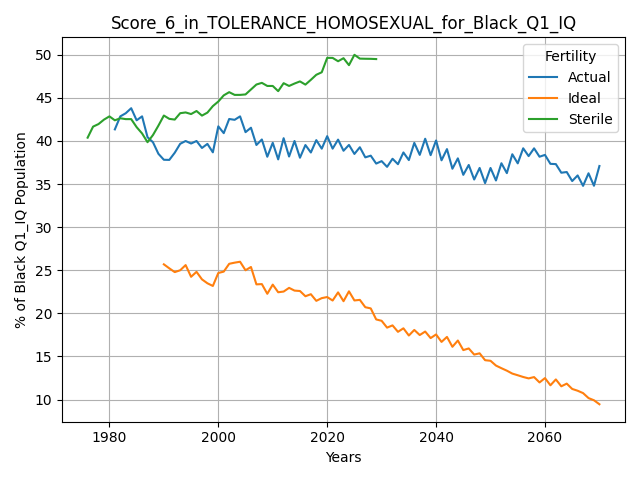 Score_6_in_TOLERANCE_HOMOSEXUAL_for_Black_Q1_IQ
Fertility
Actual
Ideal
Sterile
% of Black Q1_IQ Population
50
45
40
35
30
25
20
15
10
1980
2000
2020
2040
2060
Years